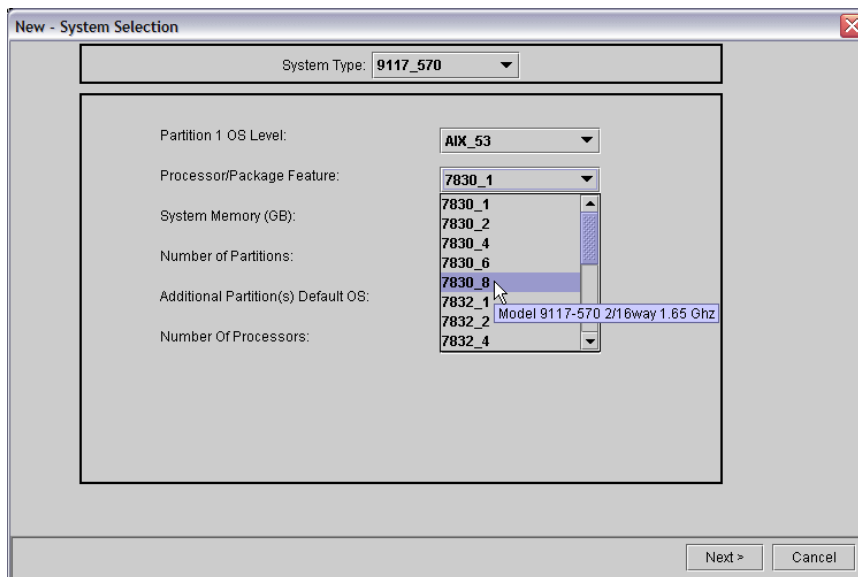 New - System Selection
System Type: 9117_570
Partition 1 OS Level: AIX_53
Processor/Package Feature: 7830_1
System Memory (GB):
Number of Partitions:
Additional Partition(s) Default OS:
Number Of Processors:
7830_1
7830_2
7830_4
7830_6
7830_8
7832_1
7832_2
7832_4
Model 9117-570 2/16way 1.65 Ghz
Next >
Cancel